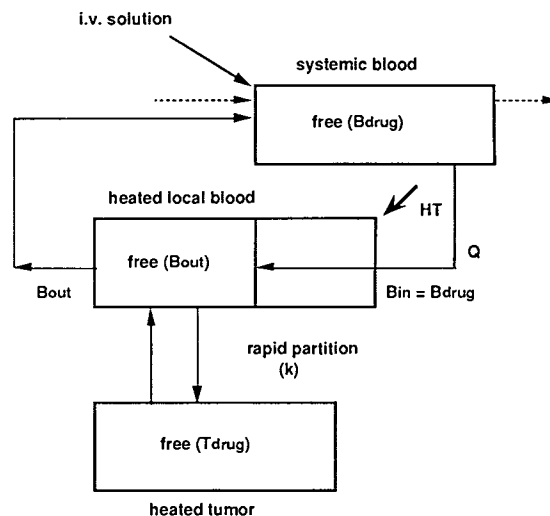 i.v. solution
systemic blood
free (Bdrug)
heated local blood
HT
free (Bout)
Q
Bout
Bin = Bdrug
rapid partition
(k)
free (Tdrug)
heated tumor